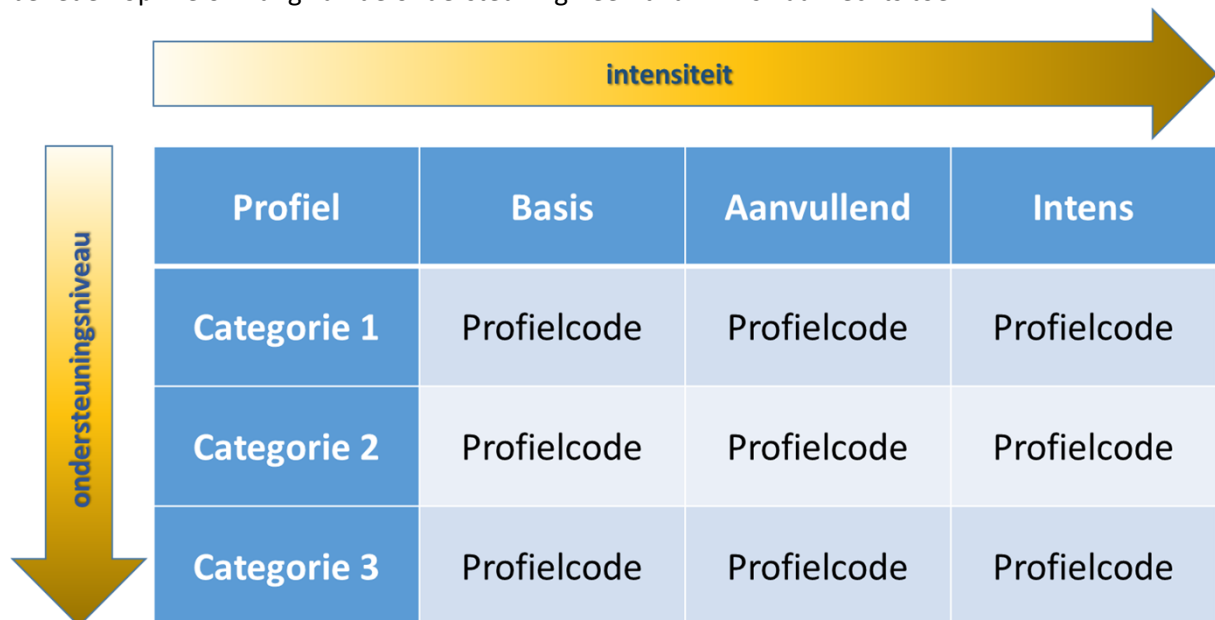 intensiteit
ondersteuningsniveau
Profiel Basis Aanvullend Intens
Categorie 1 Profielcode Profielcode Profielcode
Categorie 2 Profielcode Profielcode Profielcode
Categorie 3 Profielcode Profielcode Profielcode